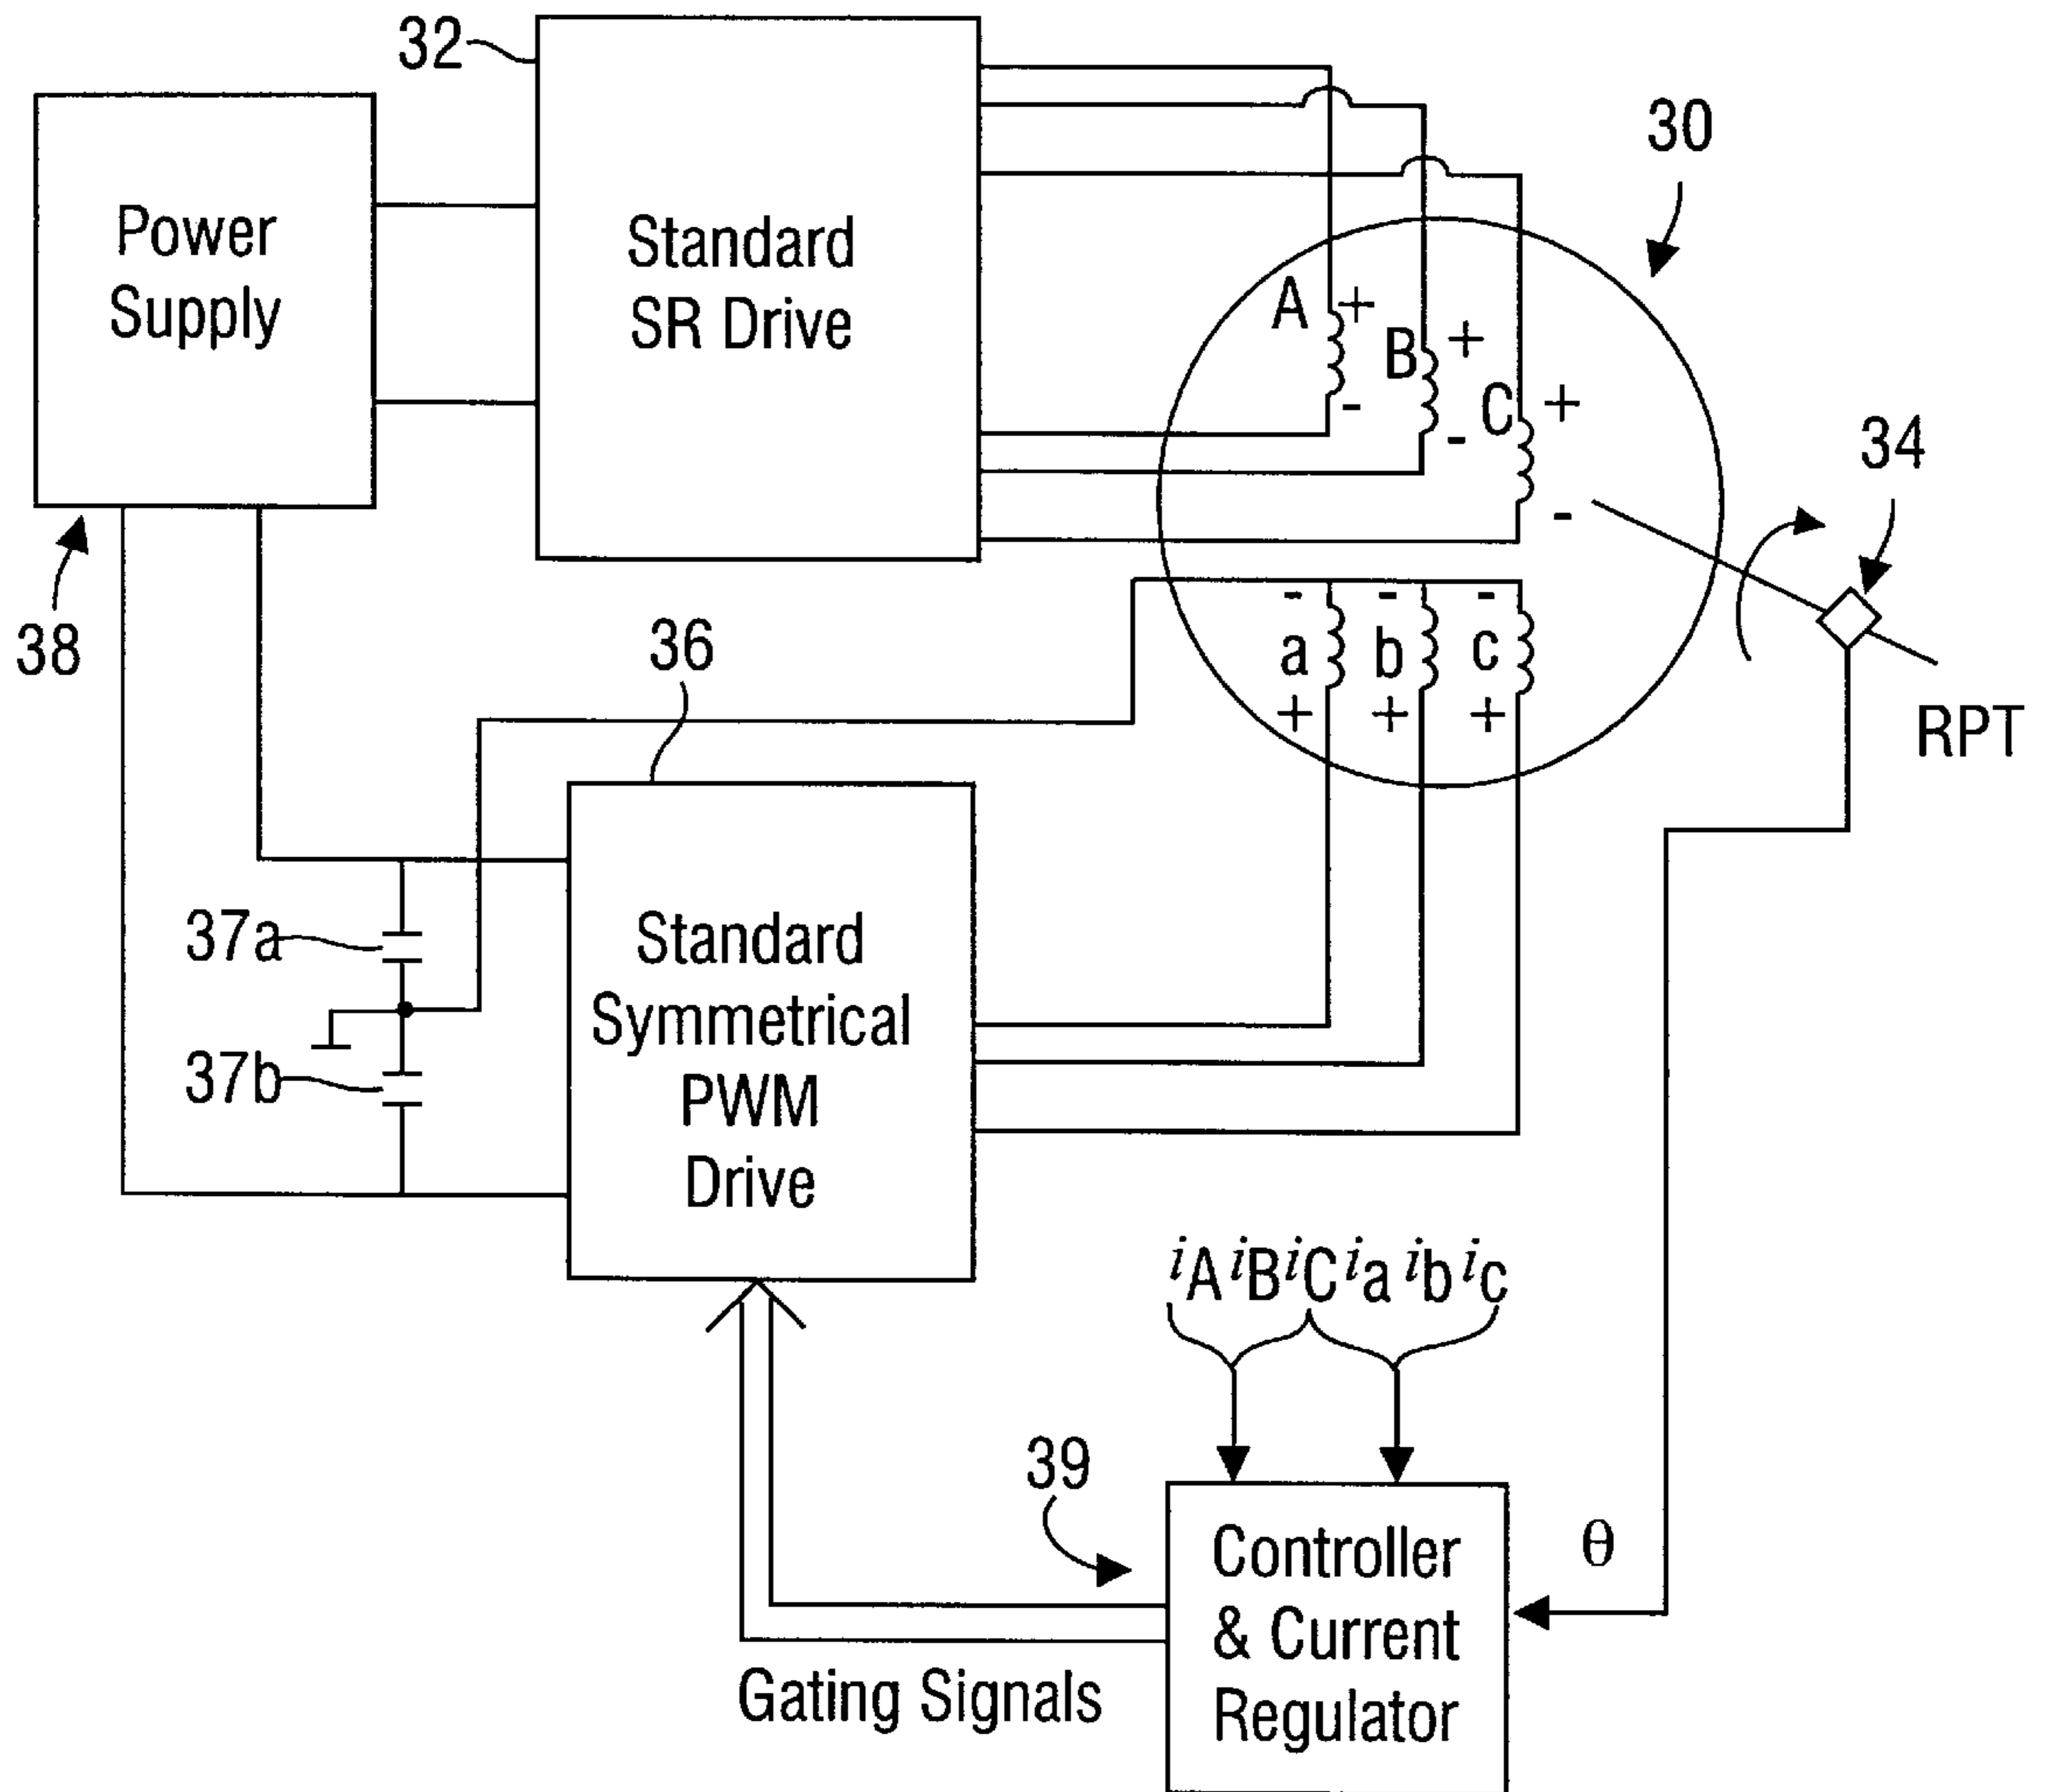 32
Power
Supply
Standard
SR Drive
30
A +
-
B +
-
C +
-
34
38
- - -
a b c
+ + +
36
RPT
37a
37b
Standard
Symmetrical
PWM
Drive
iA iB iC ia ib ic
39
Controller
& Current
Regulator
θ
Gating Signals